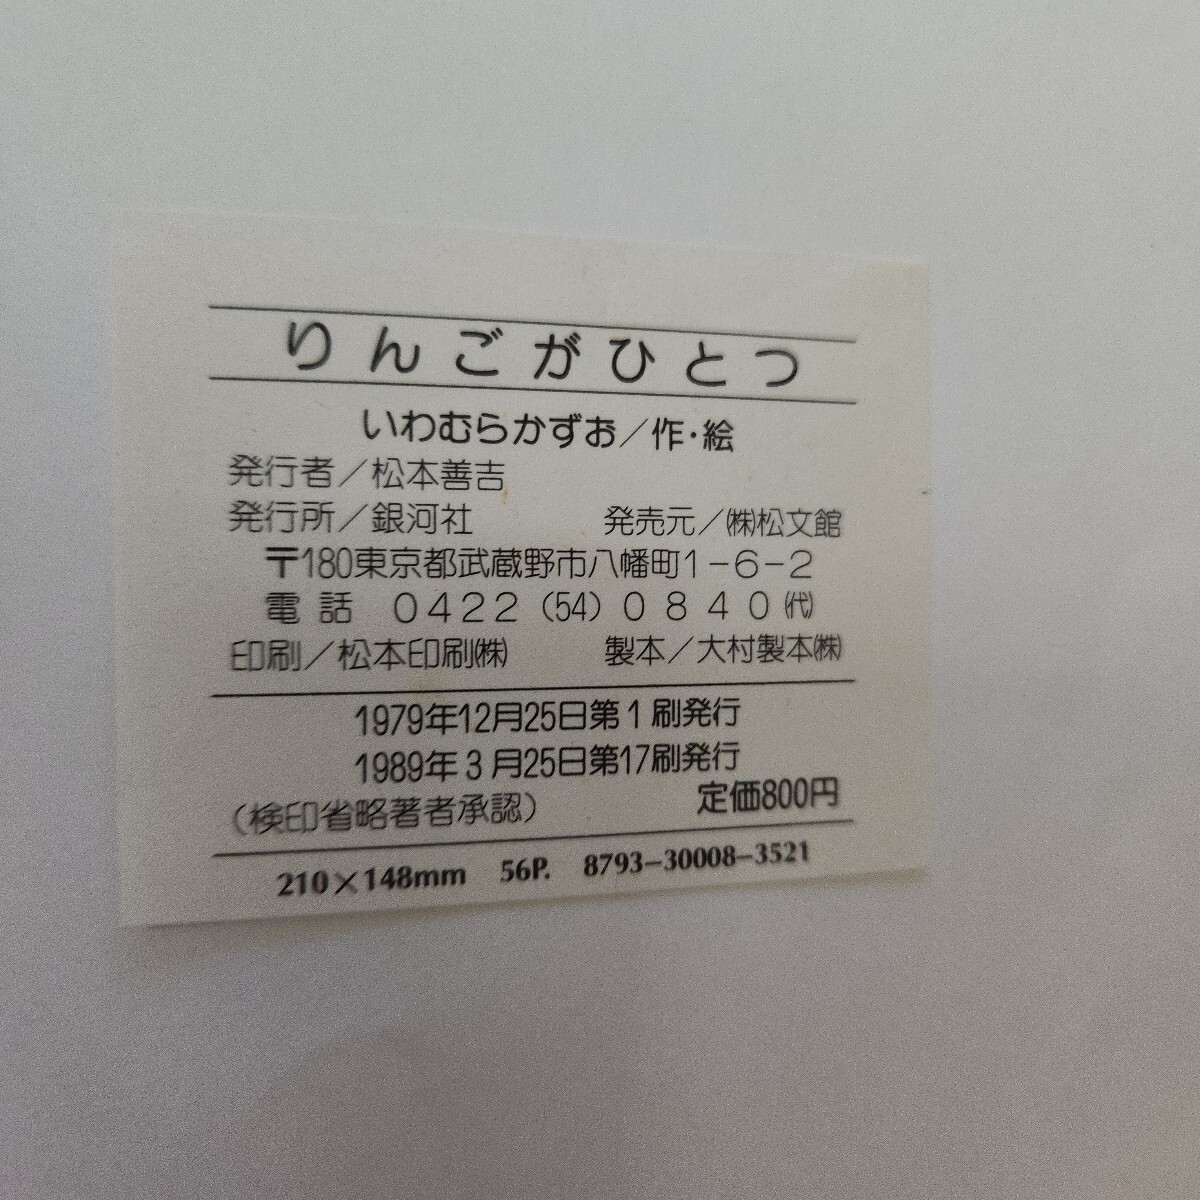 りんごがひとつ
いわむらかずお／作・絵
発行者／松本善吉
発行所／銀河社　発売元／㈱松文館
〒180東京都武蔵野市八幡町1－6－2
電話　0422（54）0840㈹
印刷／松本印刷㈱　製本／大村製本㈱
1979年12月25日第1刷発行
1989年3月25日第17刷発行
（検印省略著者承認）　定価800円
210×148mm　56P.　8793-30008-3521